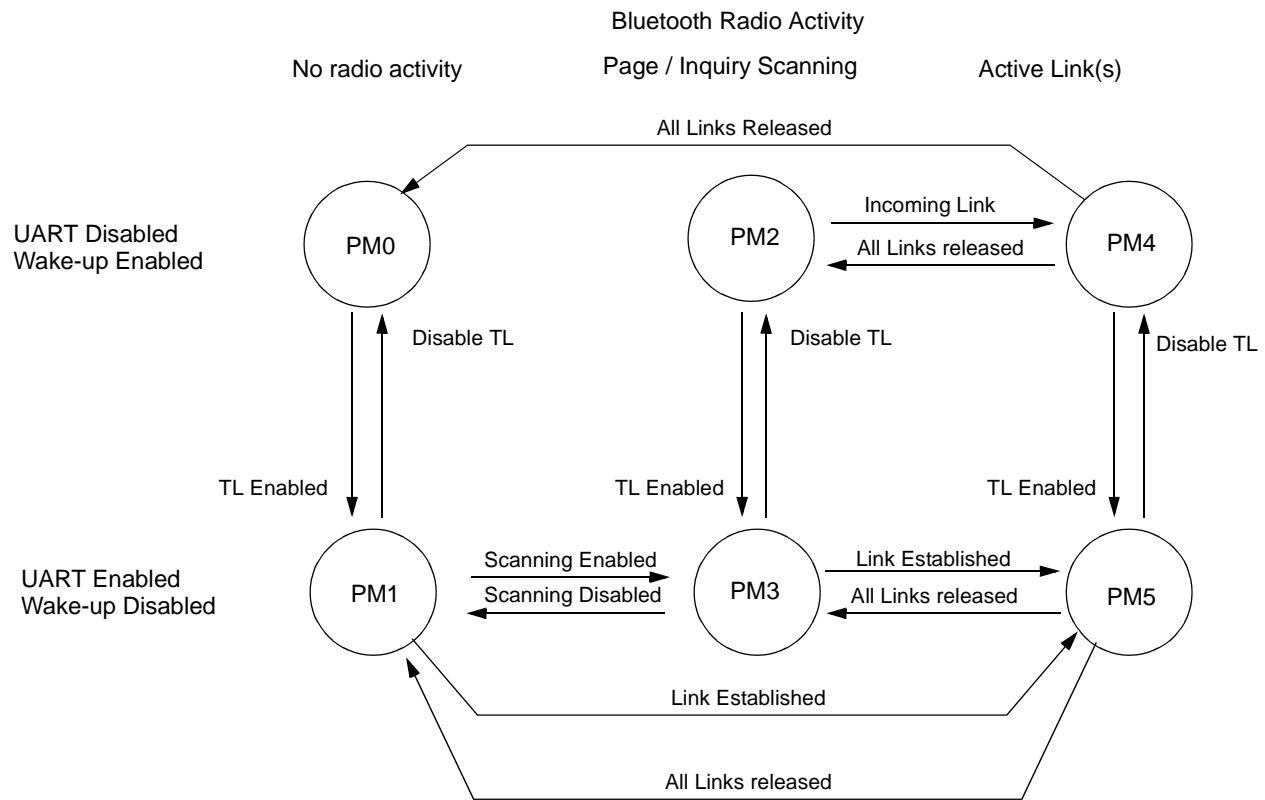 Bluetooth Radio Activity
No radio activity
Page / Inquiry Scanning
Active Link(s)
All Links Released
UART Disabled
Wake-up Enabled
PM0
PM2
Incoming Link
All Links released
PM4
Disable TL
Disable TL
Disable TL
TL Enabled
TL Enabled
TL Enabled
UART Enabled
Wake-up Disabled
PM1
Scanning Enabled
Scanning Disabled
PM3
Link Established
All Links released
PM5
Link Established
All Links released